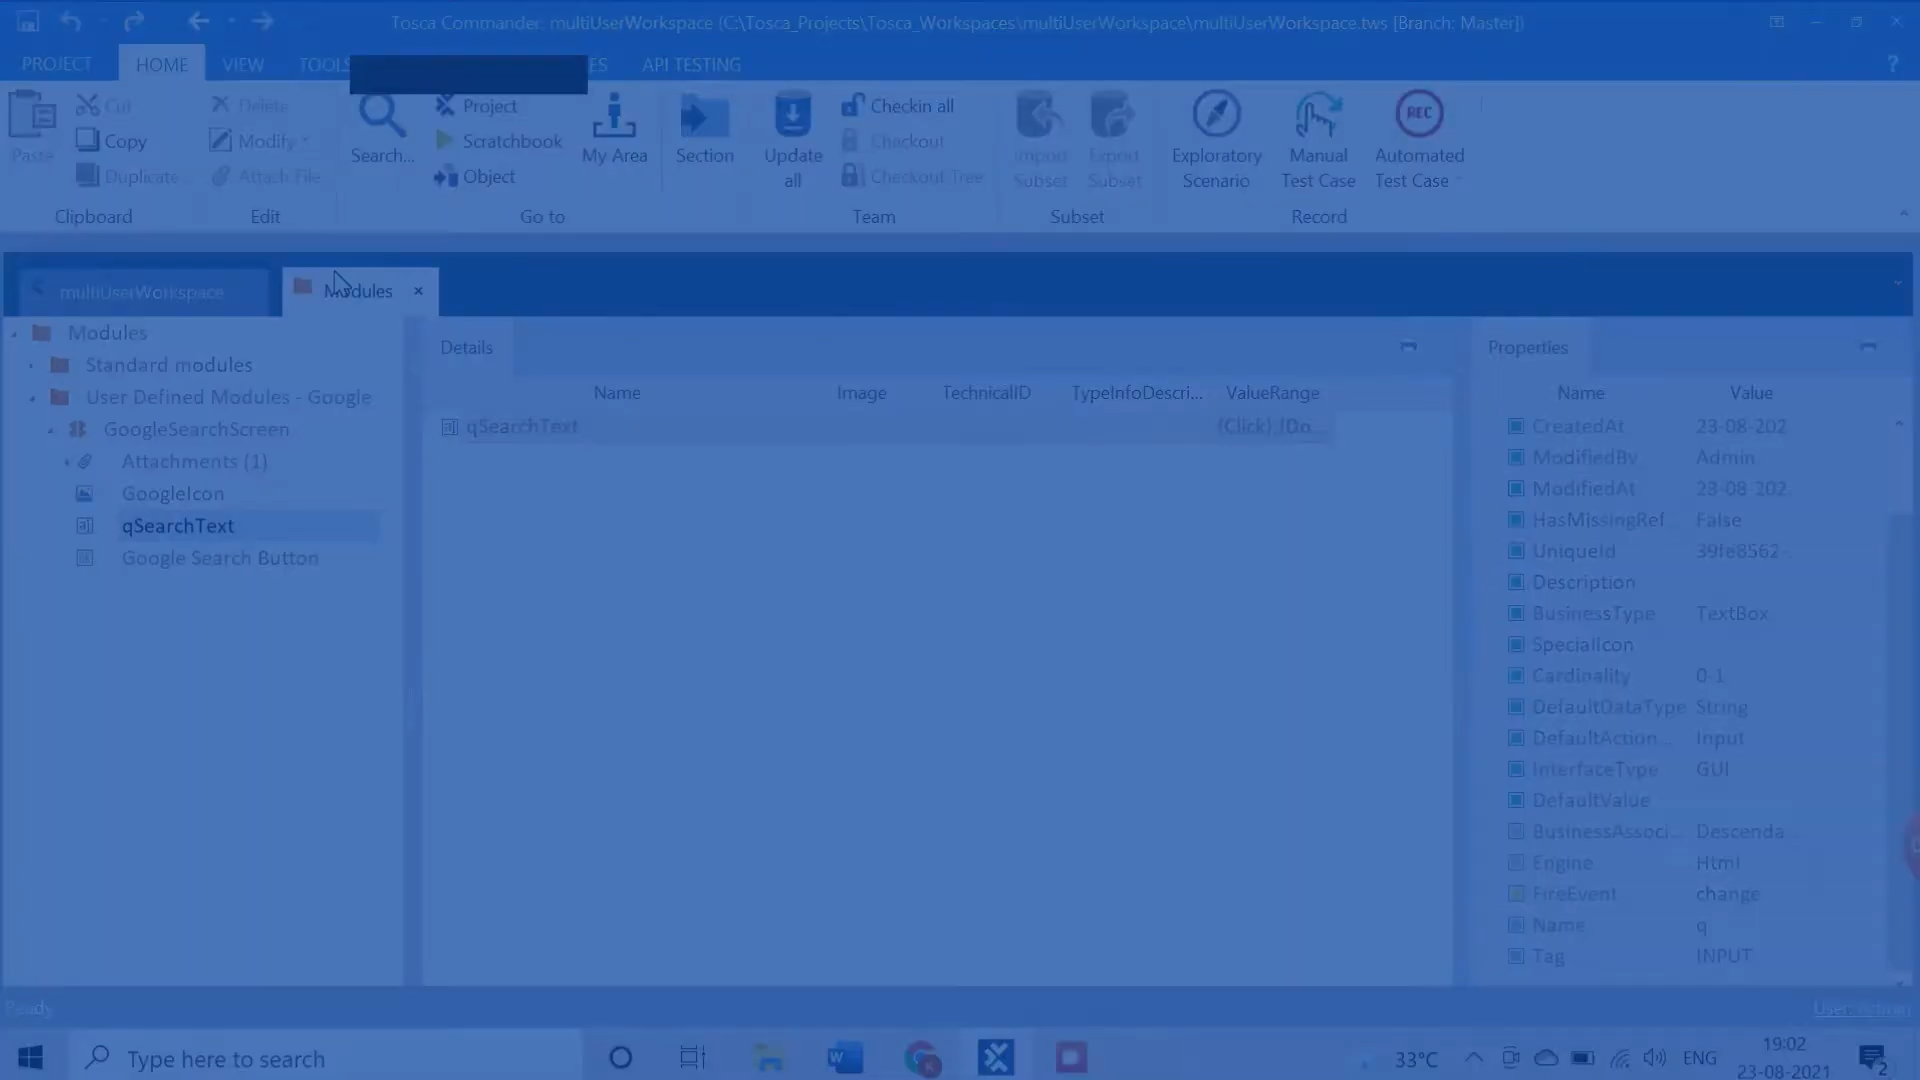 Tosca Commander: multiUserWorkspace (C:\Tosca_Projects\Tosca_Workspaces\multiUserWorkspace\multiUserWorkspace.tws [Branch: Master])
PROJECT HOME VIEW TOOLS ES API TESTING ?
Paste
Cut
Copy
Duplicate
Clipboard
Delete
Modify
Attach File
Edit
Search...
Project
Scratchbook
Object
My Area
Go to
Section
Update
all
Checkin all
Checkout
Checkout Tree
Team
Import
Subset
Export
Subset
Subset
Exploratory
Scenario
Manual
Test Case
REC
Automated
Test Case
Record
multiUserWorkspace
Modules ×
Modules
Standard modules
User Defined Modules - Google
GoogleSearchScreen
Attachments (1)
GoogleIcon
qSearchText
Google Search Button
Details
Name Image TechnicalID TypeInfoDescri... ValueRange
qSearchText {Click},{Do...
Properties
Name Value
CreatedAt 23-08-202
ModifiedBy Admin
ModifiedAt 23-08-202.
HasMissingRef False
UniqueId 39fe8562-
Description
BusinessType TextBox
SpecialIcon
Cardinality 0-1
DefaultDataType String
DefaultAction... Input
InterfaceType GUI
DefaultValue
BusinessAssoci... Descenda...
Engine Html
FireEvent change
Name q
Tag INPUT
Ready
Type here to search
33°C ENG
19:02
23-08-2021
2